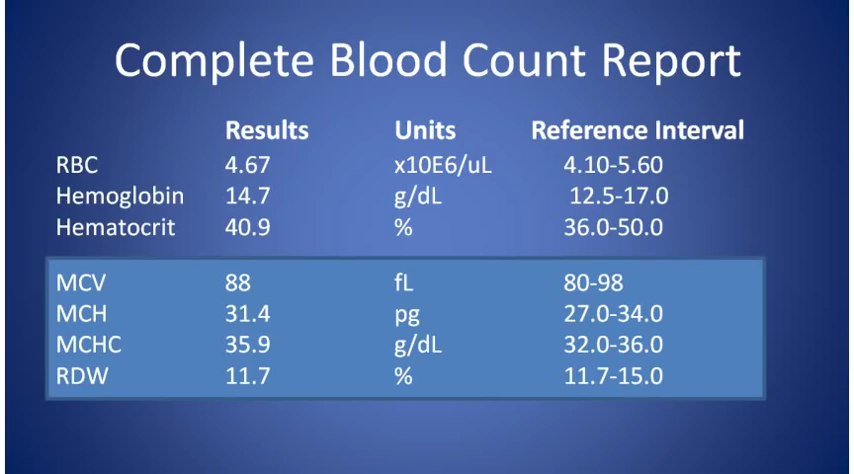 Complete Blood Count Report
Results Units Reference Interval
RBC 4.67 x10E6/uL 4.10-5.60
Hemoglobin 14.7 g/dL 12.5-17.0
Hematocrit 40.9 % 36.0-50.0
MCV 88 fL 80-98
MCH 31.4 pg 27.0-34.0
MCHC 35.9 g/dL 32.0-36.0
RDW 11.7 % 11.7-15.0